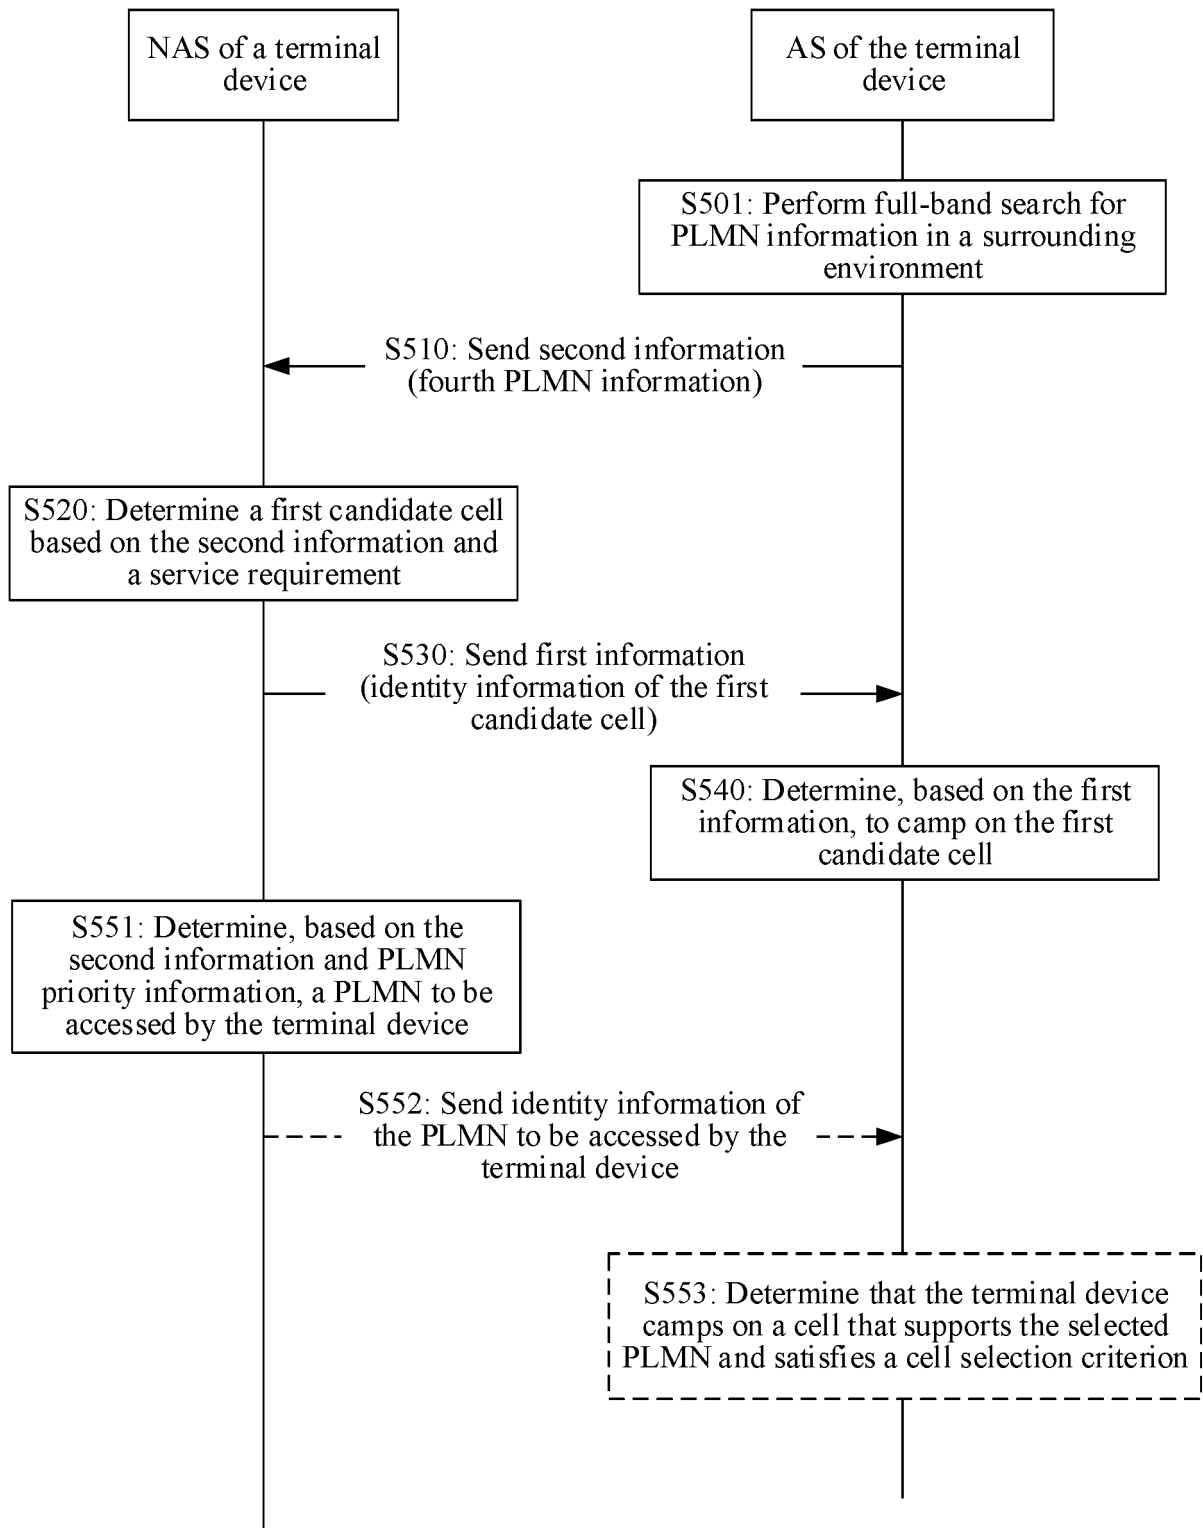 NAS of a terminal
device
AS of the terminal
device
S501: Perform full-band search for
PLMN information in a surrounding
environment
S510: Send second information
(fourth PLMN information)
S520: Determine a first candidate cell
based on the second information and
a service requirement
S530: Send first information
(identity information of the first
candidate cell)
S540: Determine, based on the first
information, to camp on the first
candidate cell
S551: Determine, based on the
second information and PLMN
priority information, a PLMN to be
accessed by the terminal device
S552: Send identity information of
the PLMN to be accessed by the
terminal device
S553: Determine that the terminal device
camps on a cell that supports the selected
PLMN and satisfies a cell selection criterion